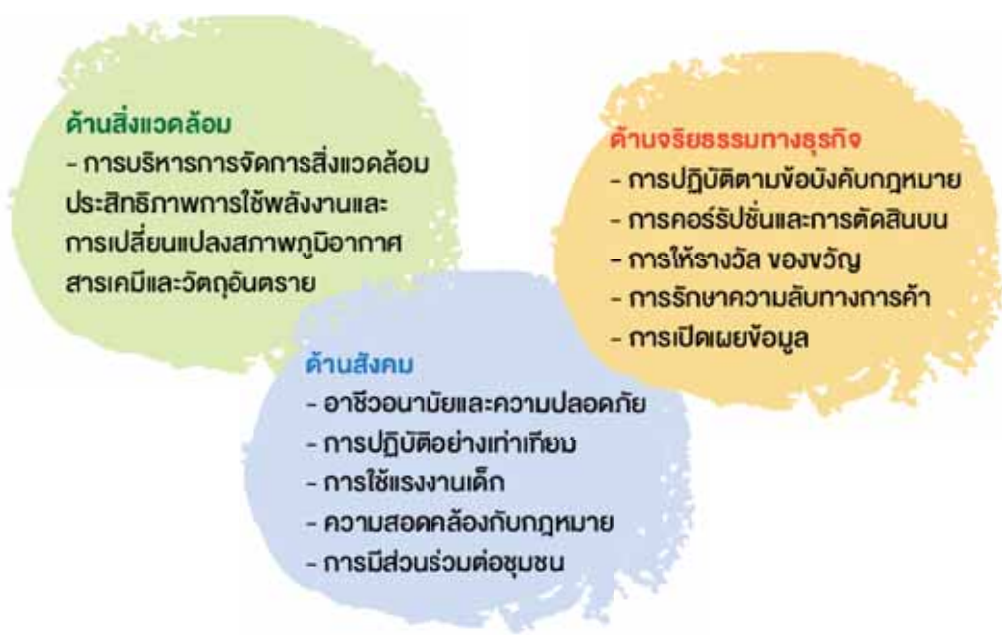 ด้านสิ่งแวดล้อม
- การบริหารการจัดการสิ่งแวดล้อม
ประสิทธิภาพการใช้พลังงานและ
การเปลี่ยนแปลงสภาพภูมิอากาศ
สารเคมีและวัตถุอันตราย
ด้านจริยธรรมทางธุรกิจ
- การปฏิบัติตามข้อบังคับกฎหมาย
- การคอร์รัปชั่นและการตัดสินบน
- การให้รางวัล ของขวัญ
- การรักษาความลับทางการค้า
- การเปิดเผยข้อมูล
ด้านสังคม
- อาชีวอนามัยและความปลอดภัย
- การปฏิบัติอย่างเท่าเทียม
- การใช้แรงงานเด็ก
- ความสอดคล้องกับกฎหมาย
- การมีส่วนร่วมต่อชุมชน